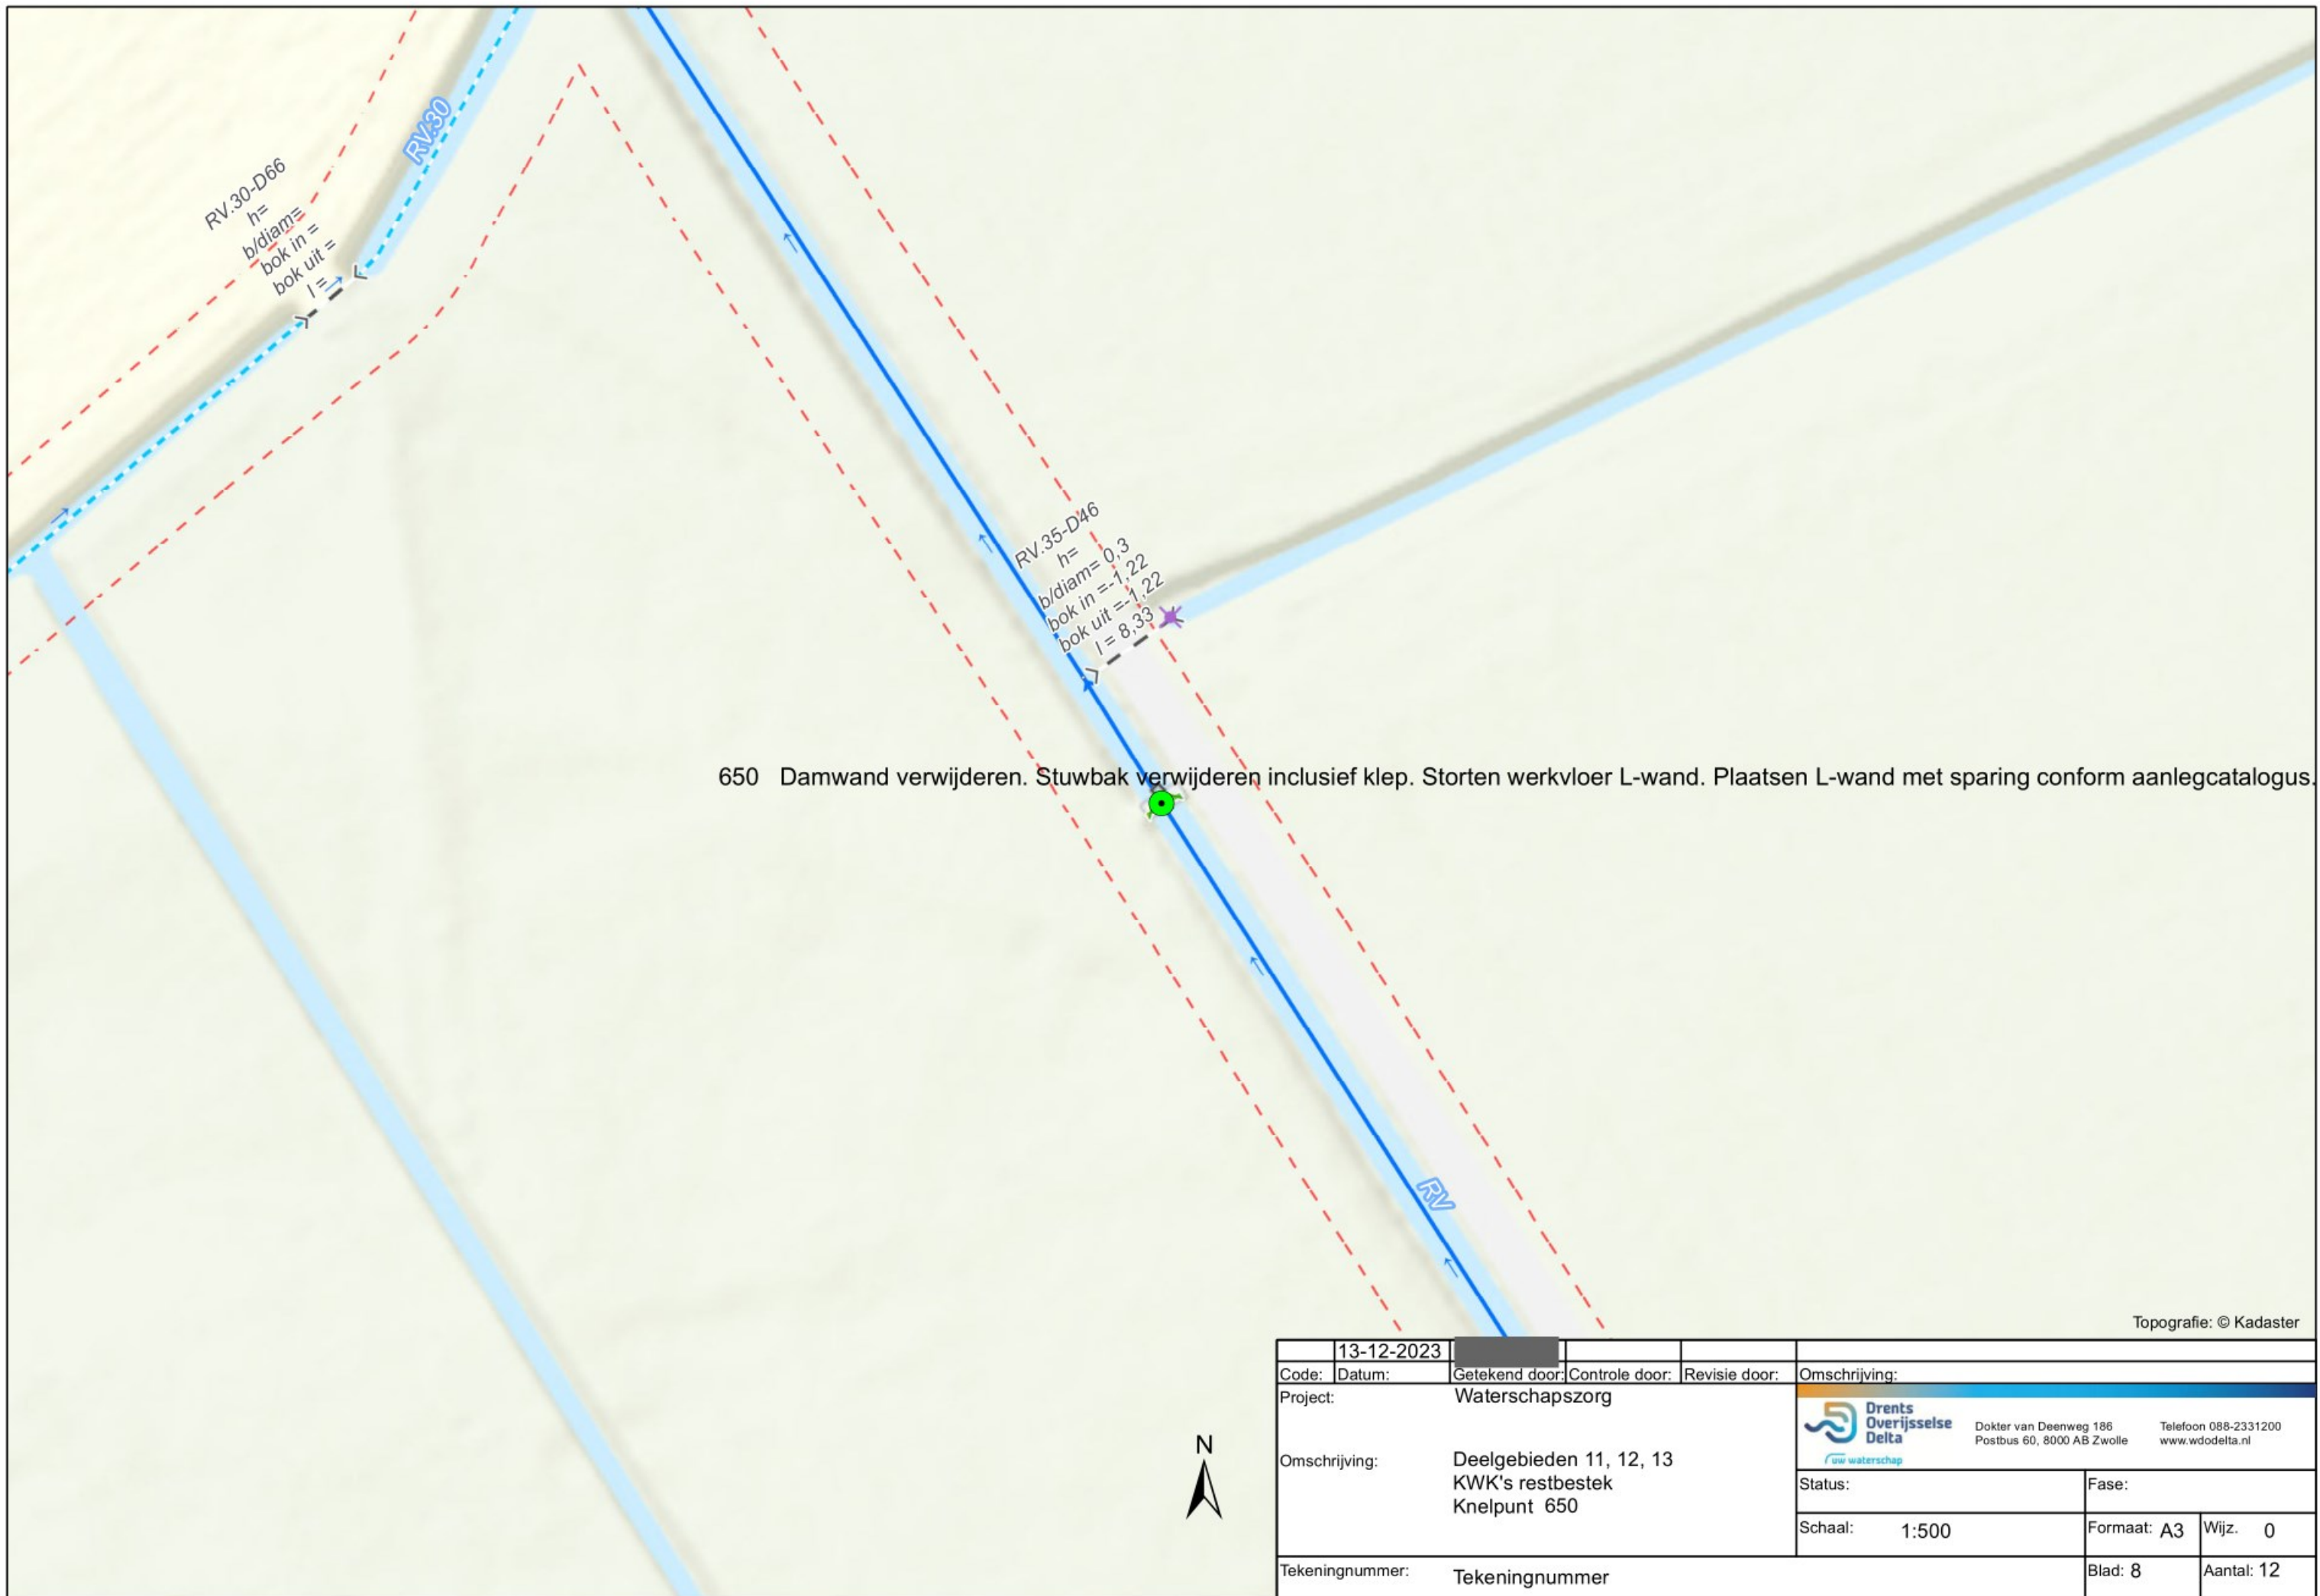 RV.30
RV.30-D66
h=
b/diam=
bok in =
bok uit =
l =
RV.35-D46
h=
b/diam= 0,3
bok in =-1,22
bok uit =-1,22
l = 8,33
650 Damwand verwijderen. Stuwbak verwijderen inclusief klep. Storten werkvloer L-wand. Plaatsen L-wand met sparing conform aanlegcatalogus.
RV
Topografie: © Kadaster
N
13-12-2023
Code: Datum: Getekend door: Controle door: Revisie door: Omschrijving:
Project: Waterschapszorg
Omschrijving: Deelgebieden 11, 12, 13
KWK's restbestek
Knelpunt 650
Drents
Overijsselse
Delta
uw waterschap
Dokter van Deenweg 186
Postbus 60, 8000 AB Zwolle
Telefoon 088-2331200
www.wdodelta.nl
Status: Fase:
Schaal: 1:500 Formaat: A3 Wijz. 0
Tekeningnummer: Tekeningnummer Blad: 8 Aantal: 12